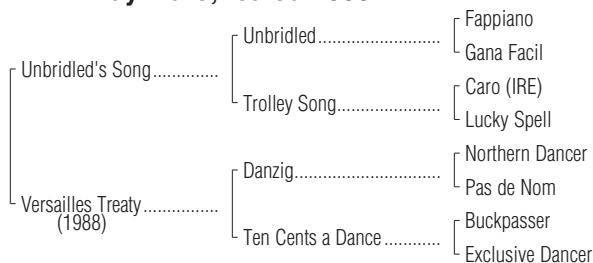 Fappiano
Unbridled........................
Gana Facil
Unbridled's Song.............
Caro (IRE)
Trolley Song....................
Lucky Spell
Northern Dancer
Danzig............................
Pas de Nom
Versailles Treaty..............
(1988)
Buckpasser
Ten Cents a Dance...........
Exclusive Dancer